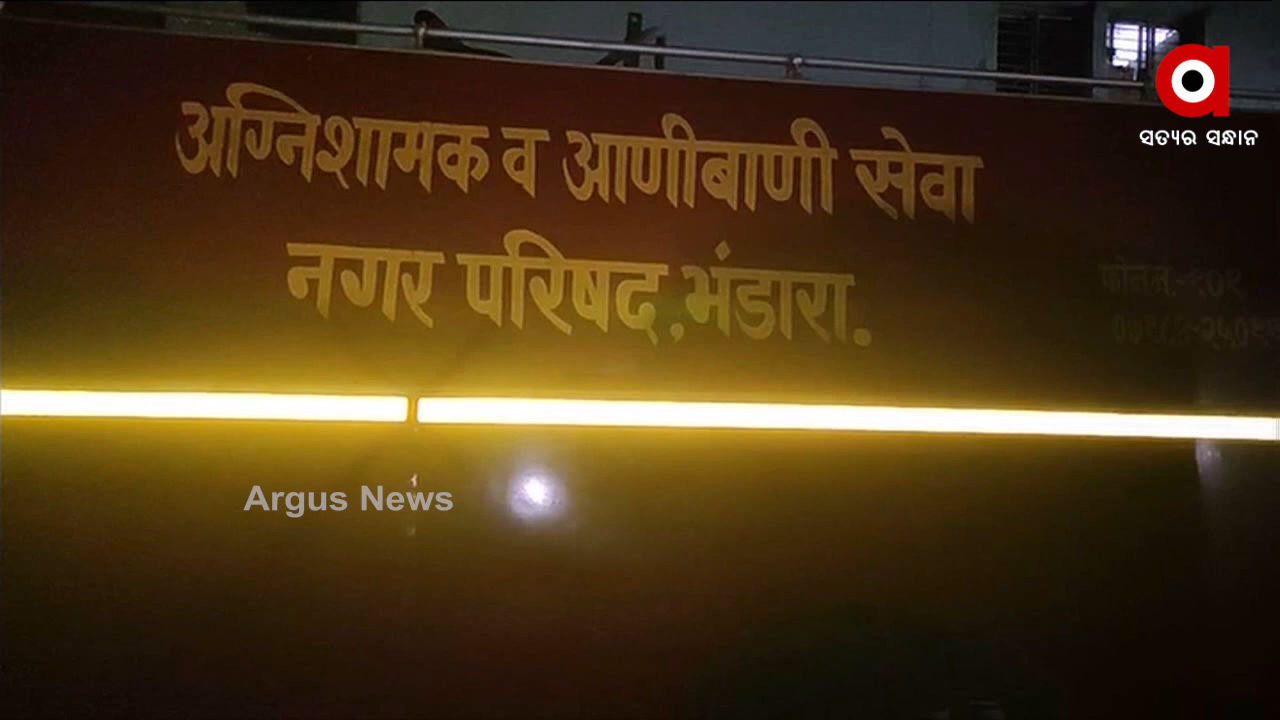 अग्निशामक व आणीबाणी सेवा
नगर परिषद,भंडारा.
ସତ୍ୟର ସନ୍ଧାନ
Argus News